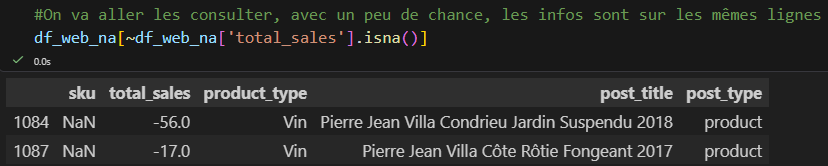 #On va aller les consulter, avec un peu de chance, les infos sont sur les mêmes lignes
df_web_na[~df_web_na['total_sales'].isna()]
0.0s
sku total_sales product_type post_title post_type
1084 NaN -56.0 Vin Pierre Jean Villa Condrieu Jardin Suspendu 2018 product
1087 NaN -17.0 Vin Pierre Jean Villa Côte Rôtie Fongeant 2017 product